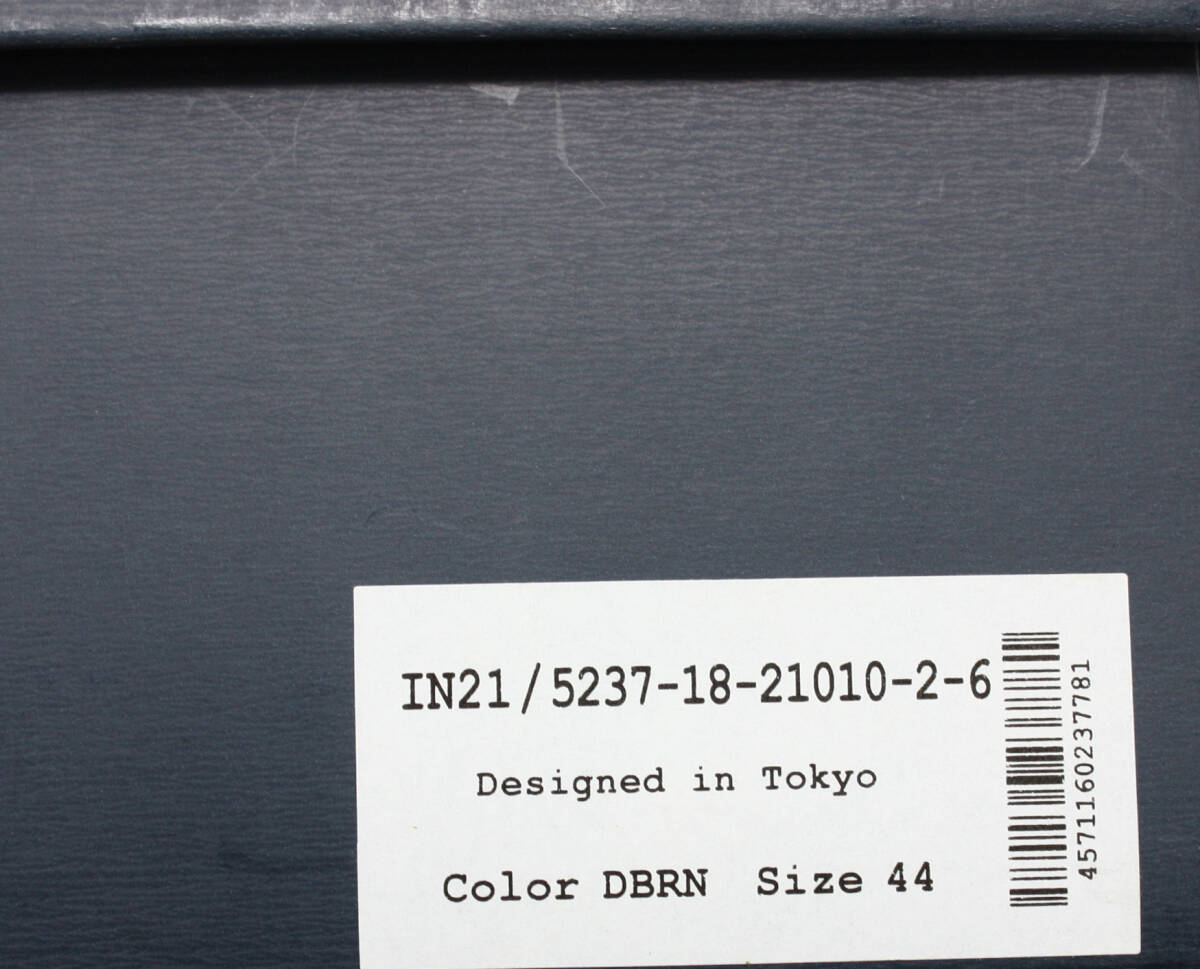 IN21/5237-18-21010-2-6
Designed in Tokyo
Color DBRN Size 44
4571160237781